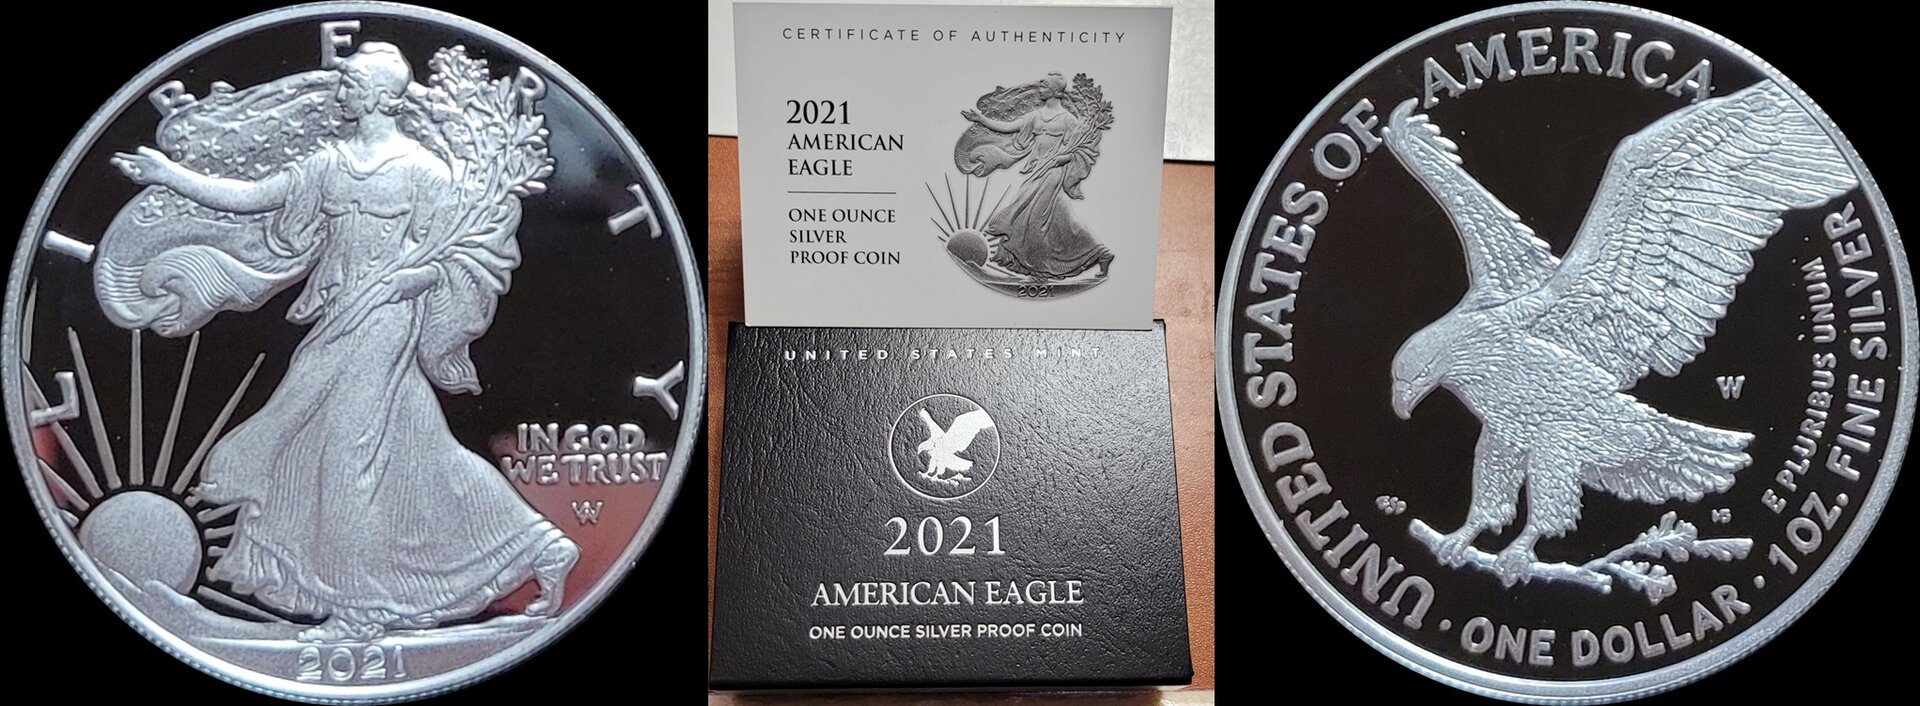 LIBERTY
IN GOD
WE TRUST
W
2021
CERTIFICATE OF AUTHENTICITY
2021
AMERICAN
EAGLE
ONE OUNCE
SILVER
PROOF COIN
2021
UNITED STATES MINT
2021
AMERICAN EAGLE
ONE OUNCE SILVER PROOF COIN
UNITED STATES OF AMERICA
W
E PLURIBUS UNUM
1 OZ. FINE SILVER
· ONE DOLLAR ·